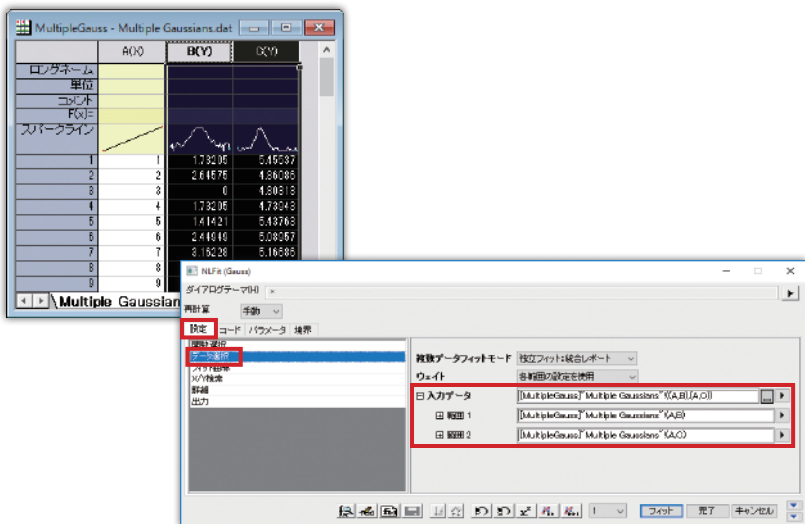 MultipleGauss - Multiple Gaussians.dat
A(X) B(Y) C(Y)
ロングネーム
単位
コメント
F(x)=
スパークライン
1 1 1.73205 5.45537
2 2 2.64575 4.86086
3 3 0 4.80813
4 4 1.73205 4.73943
5 5 1.41421 5.43763
6 6 2.44949 5.08957
7 7 3.16228 5.16686
8 8
9 9
Multiple Gaussian
NLFit (Gauss)
ダイアログテーマ(H) *
再計算 手動
設定 コード パラメータ 境界
関数選択
データ選択
フィット曲線
X/Y検索
詳細
出力
複数データフィットモード 独立フィット:統合レポート
ウェイト 各範囲の設定を使用
入力データ [MultipleGauss]"Multiple Gaussians"!((A,B),(A,C)) ...
範囲 1 [MultipleGauss]"Multiple Gaussians"!(A,B)
範囲 2 [MultipleGauss]"Multiple Gaussians"!(A,C)
1 フィット 完了 キャンセル